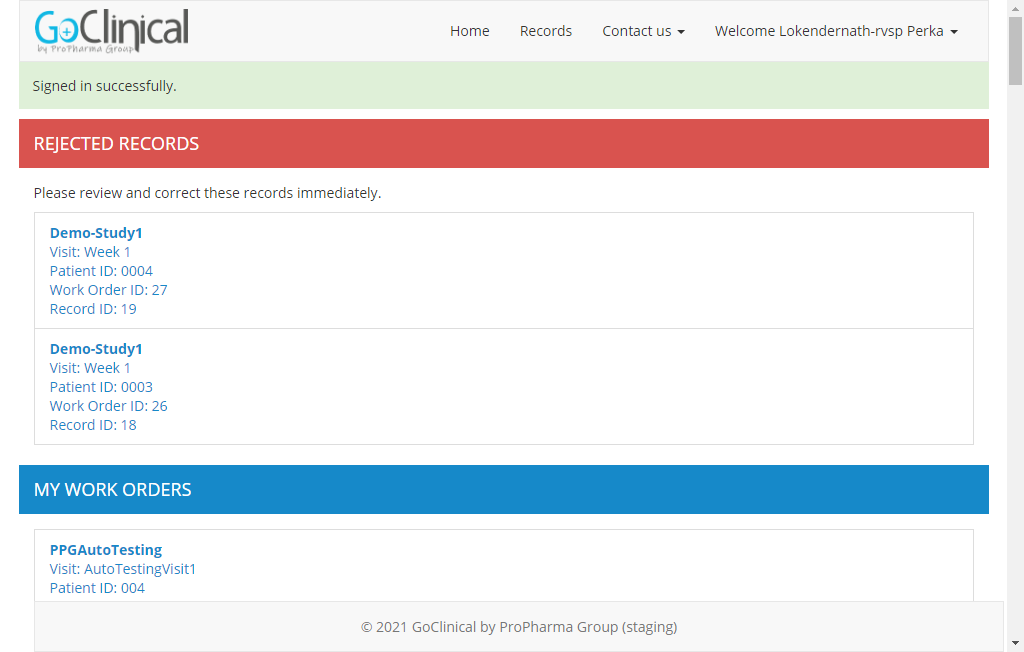 GoClinical
by ProPharma Group
Home Records Contact us Welcome Lokendernath-rvsp Perka
Signed in successfully.
REJECTED RECORDS
Please review and correct these records immediately.
Demo-Study1
Visit: Week 1
Patient ID: 0004
Work Order ID: 27
Record ID: 19
Demo-Study1
Visit: Week 1
Patient ID: 0003
Work Order ID: 26
Record ID: 18
MY WORK ORDERS
PPGAutoTesting
Visit: AutoTestingVisit1
Patient ID: 004
© 2021 GoClinical by ProPharma Group (staging)